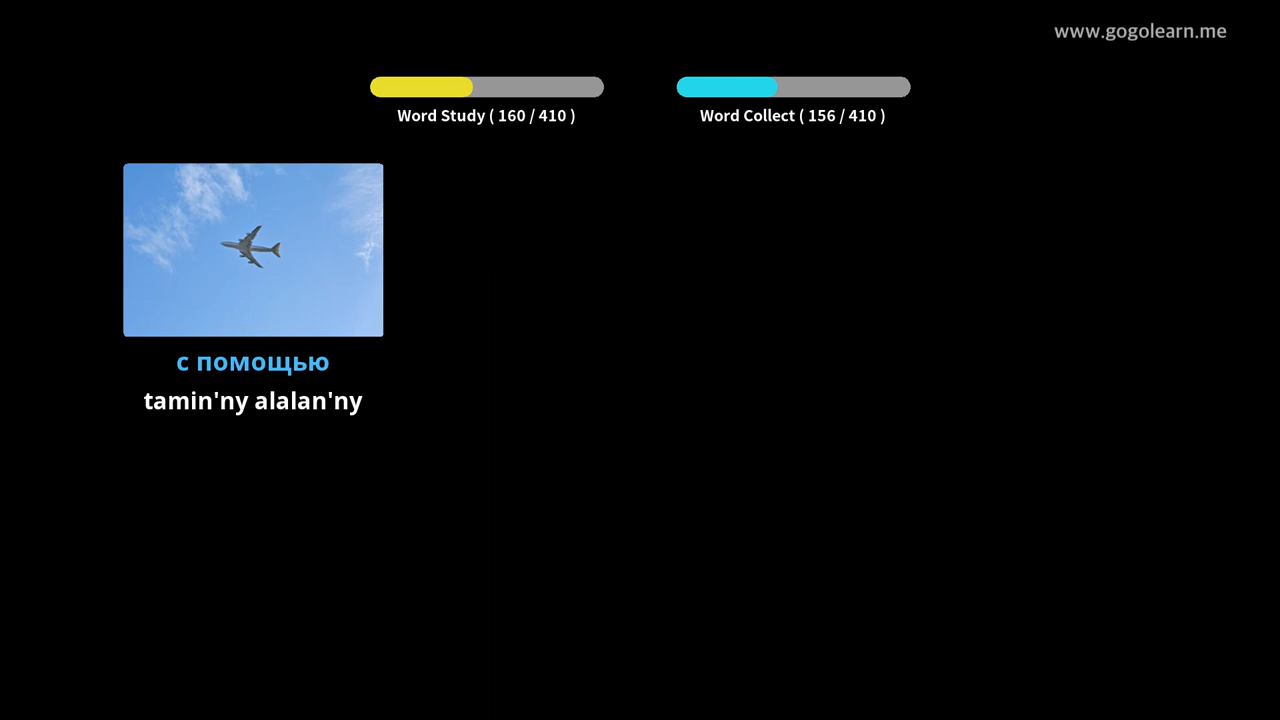 www.gogolearn.me
Word Study ( 160 / 410 )
Word Collect ( 156 / 410 )
с помощью
tamin'ny alalan'ny